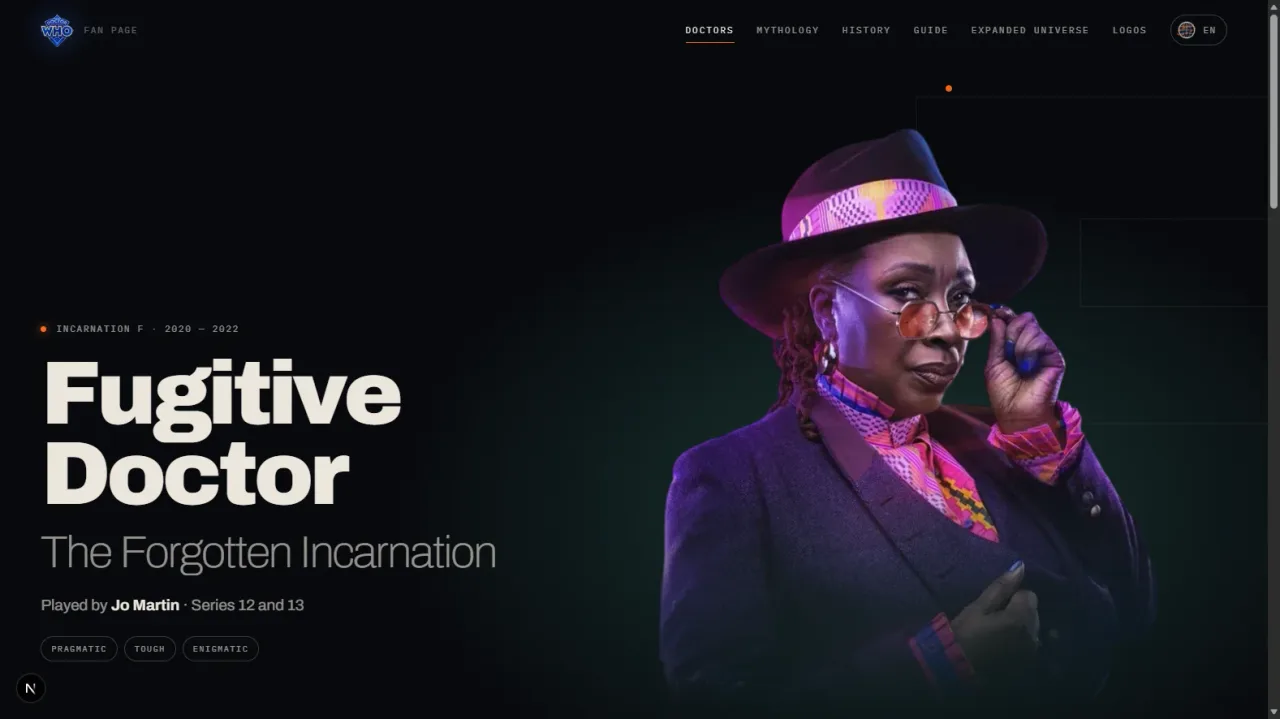 DOCTOR
WHO
FAN PAGE
DOCTORS
MYTHOLOGY
HISTORY
GUIDE
EXPANDED UNIVERSE
LOGOS
EN
INCARNATION F · 2020 — 2022
Fugitive
Doctor
The Forgotten Incarnation
Played by Jo Martin · Series 12 and 13
PRAGMATIC
TOUGH
ENIGMATIC
N